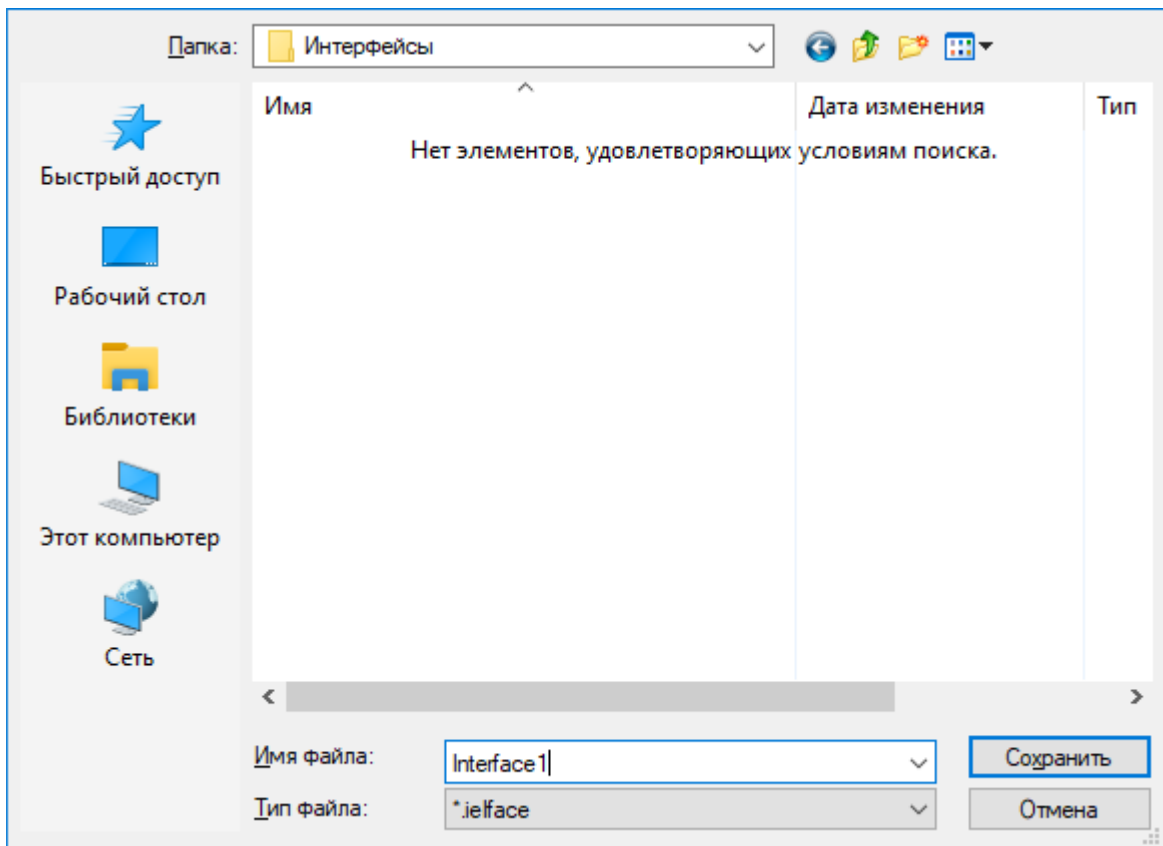 Папка: Интерфейсы
Имя Дата изменения Тип
Нет элементов, удовлетворяющих условиям поиска.
Быстрый доступ
Рабочий стол
Библиотеки
Этот компьютер
Сеть
Имя файла: Interface1 Сохранить
Тип файла: *.ielface Отмена